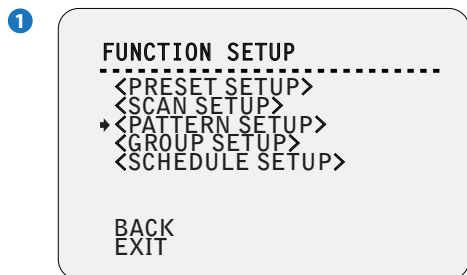 1
FUNCTION SETUP
<PRESET SETUP>
<SCAN SETUP>
<PATTERN SETUP>
<GROUP SETUP>
<SCHEDULE SETUP>
BACK
EXIT